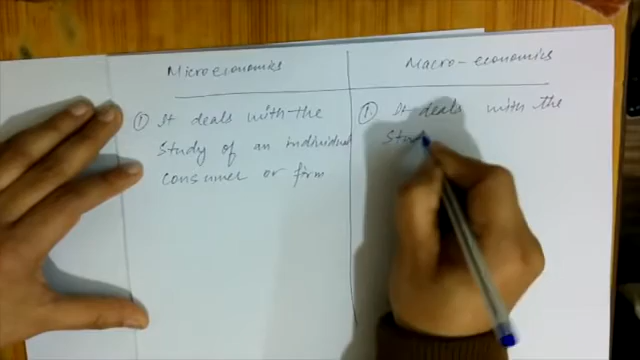 Microeconomics
① It deals with the
study of an individual
consumer or firm
Macro-economics
① It deals with the
stu